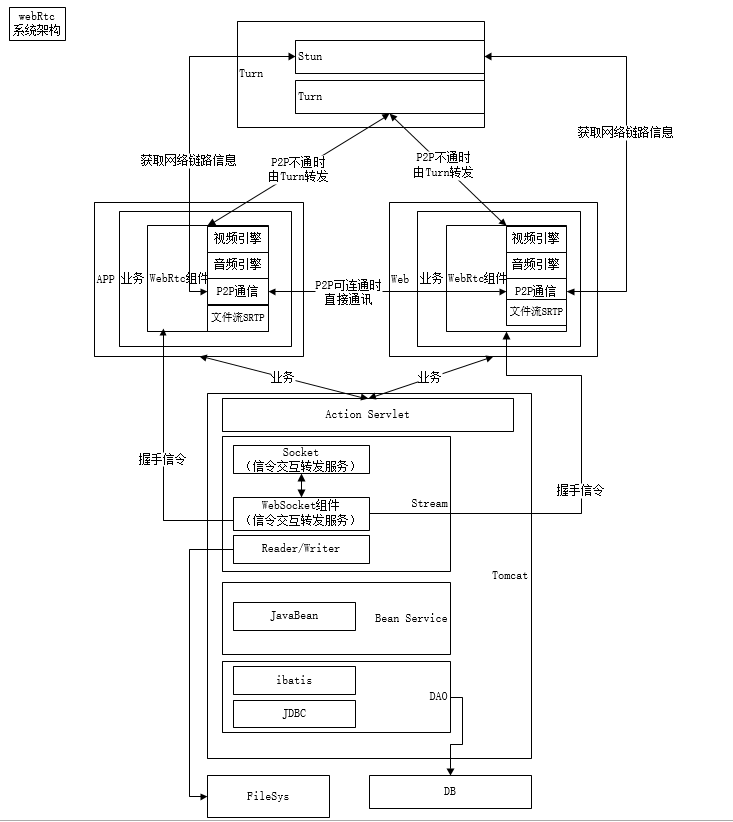 webRtc
系统架构
Stun
Turn
Turn
获取网络链路信息
获取网络链路信息
P2P不通时
由Turn转发
P2P不通时
由Turn转发
APP
业务
WebRtc组件
视频引擎
音频引擎
P2P通信
文件流SRTP
P2P可连通时
直接通讯
Web
业务
WebRtc组件
视频引擎
音频引擎
P2P通信
文件流SRTP
业务
业务
Action Servlet
握手信令
Socket
(信令交互转发服务)
WebSocket组件
(信令交互转发服务)
Stream
握手信令
Reader/Writer
Tomcat
JavaBean
Bean Service
ibatis
DAO
JDBC
FileSys
DB